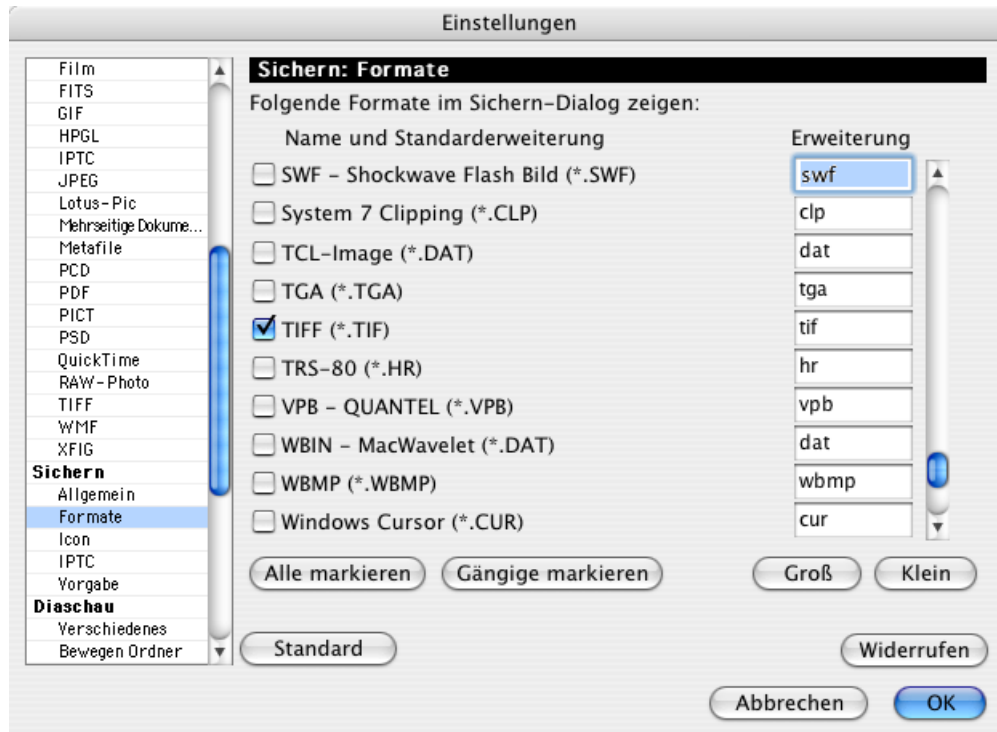 Einstellungen
Film
FITS
GIF
HPGL
IPTC
JPEG
Lotus-Pic
Mehrseitige Dokume...
Metafile
PCD
PDF
PICT
PSD
QuickTime
RAW-Photo
TIFF
WMF
XFIG
Sichern
Allgemein
Formate
Icon
IPTC
Vorgabe
Diaschau
Verschiedenes
Bewegen Ordner
Sichern: Formate
Folgende Formate im Sichern-Dialog zeigen:
Name und Standarderweiterung Erweiterung
SWF - Shockwave Flash Bild (*.SWF) swf
System 7 Clipping (*.CLP) clp
TCL-Image (*.DAT) dat
TGA (*.TGA) tga
TIFF (*.TIF) tif
TRS-80 (*.HR) hr
VPB - QUANTEL (*.VPB) vpb
WBIN - MacWavelet (*.DAT) dat
WBMP (*.WBMP) wbmp
Windows Cursor (*.CUR) cur
Alle markieren Gängige markieren Groß Klein
Standard Widerrufen
Abbrechen OK